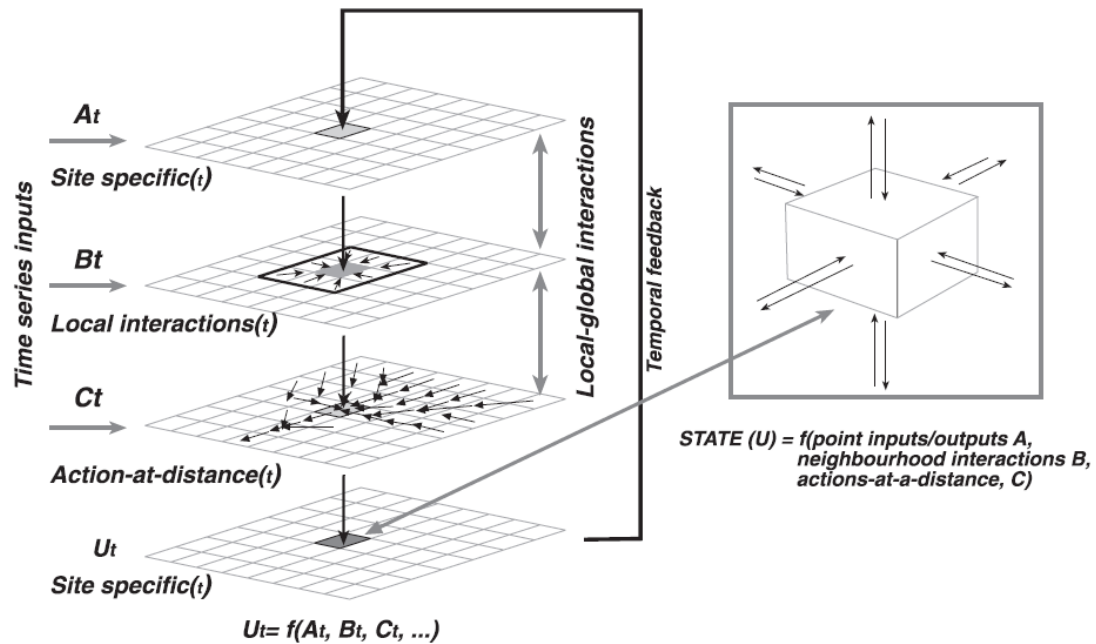 At
Site specific(t)
Bt
Local interactions(t)
Ct
Action-at-distance(t)
Ut
Site specific(t)
Ut= f(At, Bt, Ct, ...)
Time series inputs
Local-global interactions
Temporal feedback
STATE (U) = f(point inputs/outputs A,
neighbourhood interactions B,
actions-at-a-distance, C)